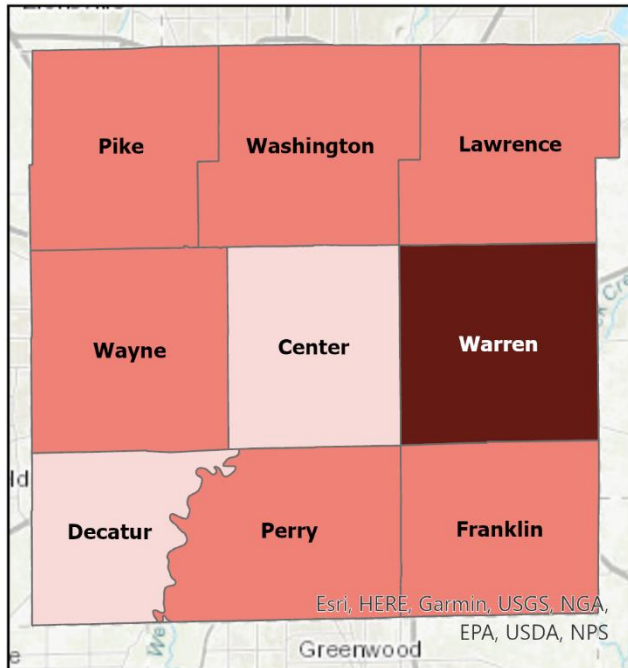 Pike
Washington
Lawrence
Wayne
Center
Warren
Decatur
Perry
Franklin
Esri, HERE, Garmin, USGS, NGA,
EPA, USDA, NPS
Greenwood